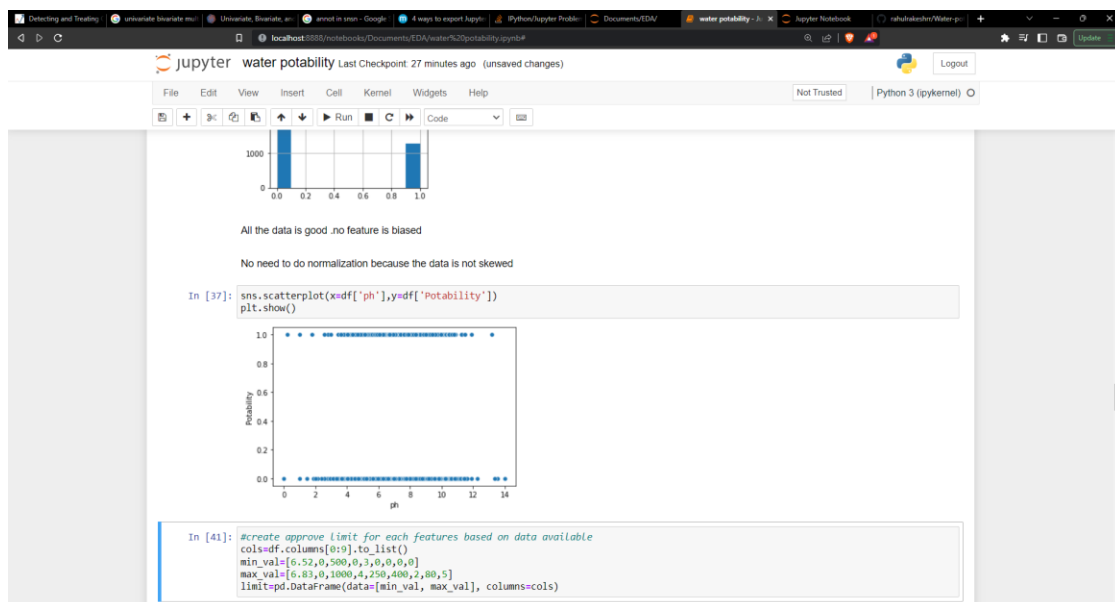 Detecting and Treating
univariate bivariate mult
Univariate, Bivariate, and
annot in snsn - Google
4 ways to export Jupyte
IPython/Jupyter Problem
Documents/EDA/
water potability - Ju
Jupyter Notebook
rahulrakeshr/Water-pot
localhost:8888/notebooks/Documents/EDA/water%20potability.ipynb#
Update
jupyter water potability Last Checkpoint: 27 minutes ago (unsaved changes)
Logout
File Edit View Insert Cell Kernel Widgets Help
Not Trusted
Python 3 (ipykernel)
Run
Code
1000
0
0.0 0.2 0.4 0.6 0.8 1.0
All the data is good .no feature is biased
No need to do normalization because the data is not skewed
In [37]: sns.scatterplot(x=df['ph'],y=df['Potability'])
plt.show()
1.0
0.8
0.6
0.4
0.2
0.0
Potability
0 2 4 6 8 10 12 14
ph
In [41]: #create approve limit for each features based on data available
cols=df.columns[0:9].to_list()
min_val=[6.52,0,500,0,3,0,0,0,0]
max_val=[6.83,0,1000,4,250,400,2,80,5]
limit=pd.DataFrame(data=[min_val, max_val], columns=cols)